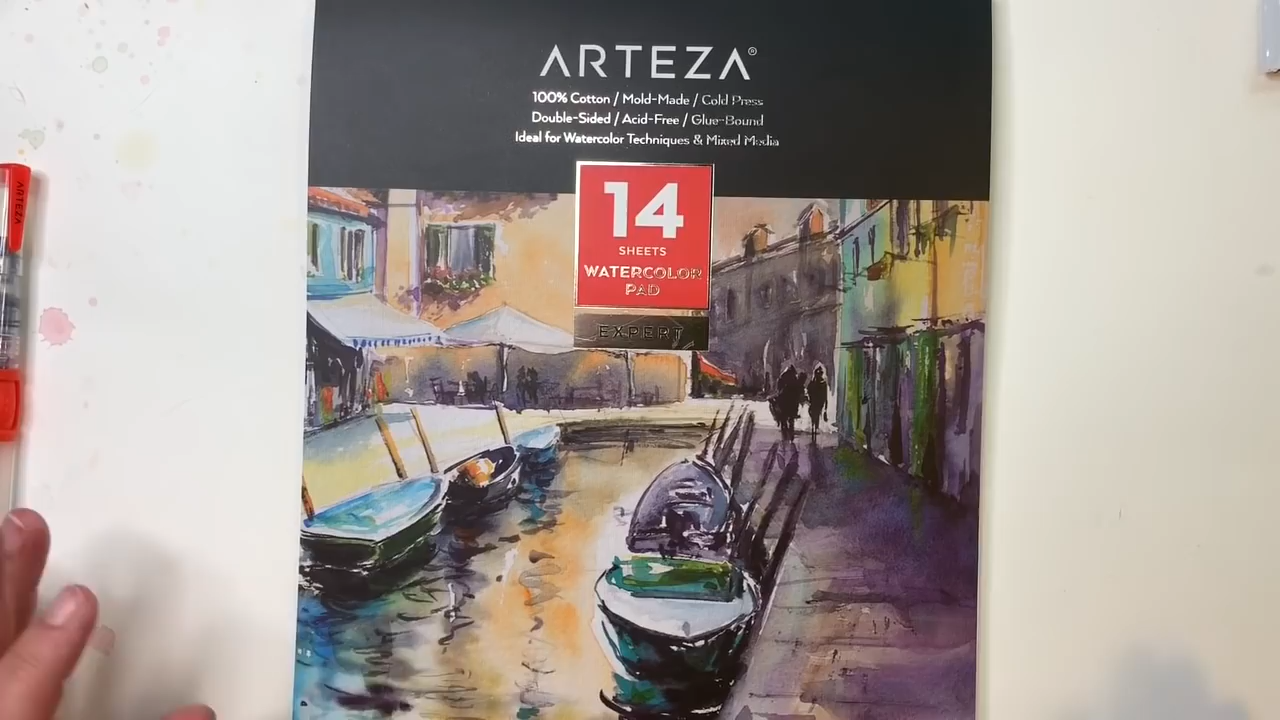 ARTEZA®
100% Cotton / Mold-Made / Cold Press
Double-Sided / Acid-Free / Glue-Bound
Ideal for Watercolor Techniques & Mixed Media
14
SHEETS
WATERCOLOR
PAD
EXPERT
ARTEZA